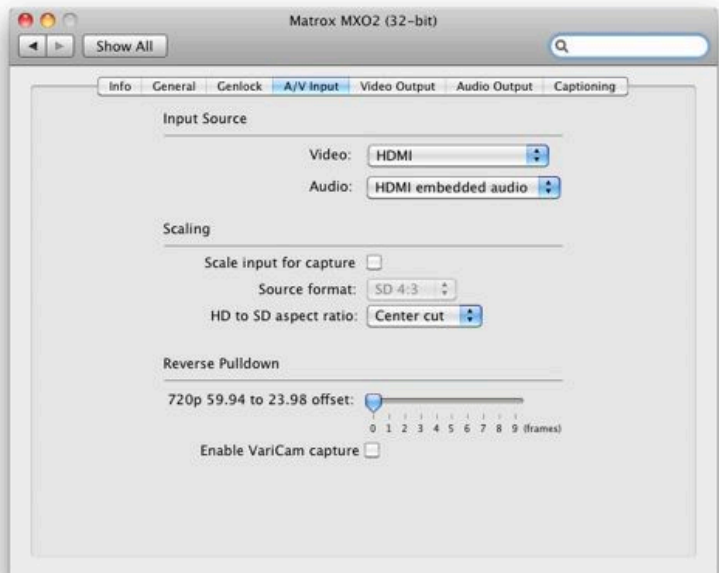 Matrox MXO2 (32-bit)
Show All
Info General Genlock A/V Input Video Output Audio Output Captioning
Input Source
Video: HDMI
Audio: HDMI embedded audio
Scaling
Scale input for capture
Source format: SD 4:3
HD to SD aspect ratio: Center cut
Reverse Pulldown
720p 59.94 to 23.98 offset:
0 1 2 3 4 5 6 7 8 9 (frames)
Enable VariCam capture